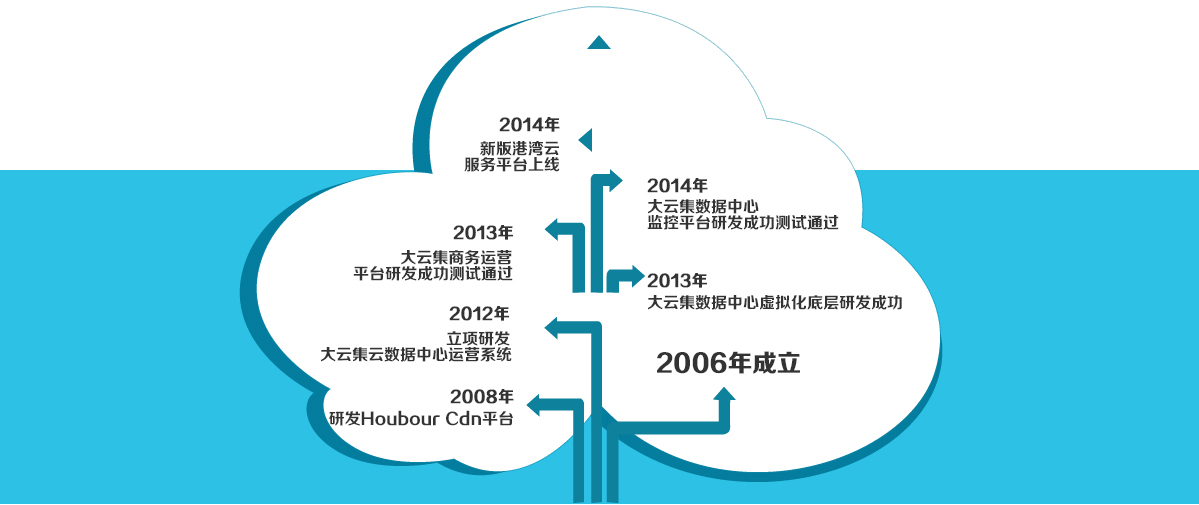 2014年
新版港湾云
服务平台上线
2014年
大云集数据中心
监控平台研发成功测试通过
2013年
大云集商务运营
平台研发成功测试通过
2013年
大云集数据中心虚拟化底层研发成功
2012年
立项研发
大云集云数据中心运营系统
2006年成立
2008年
研发Houbour Cdn平台